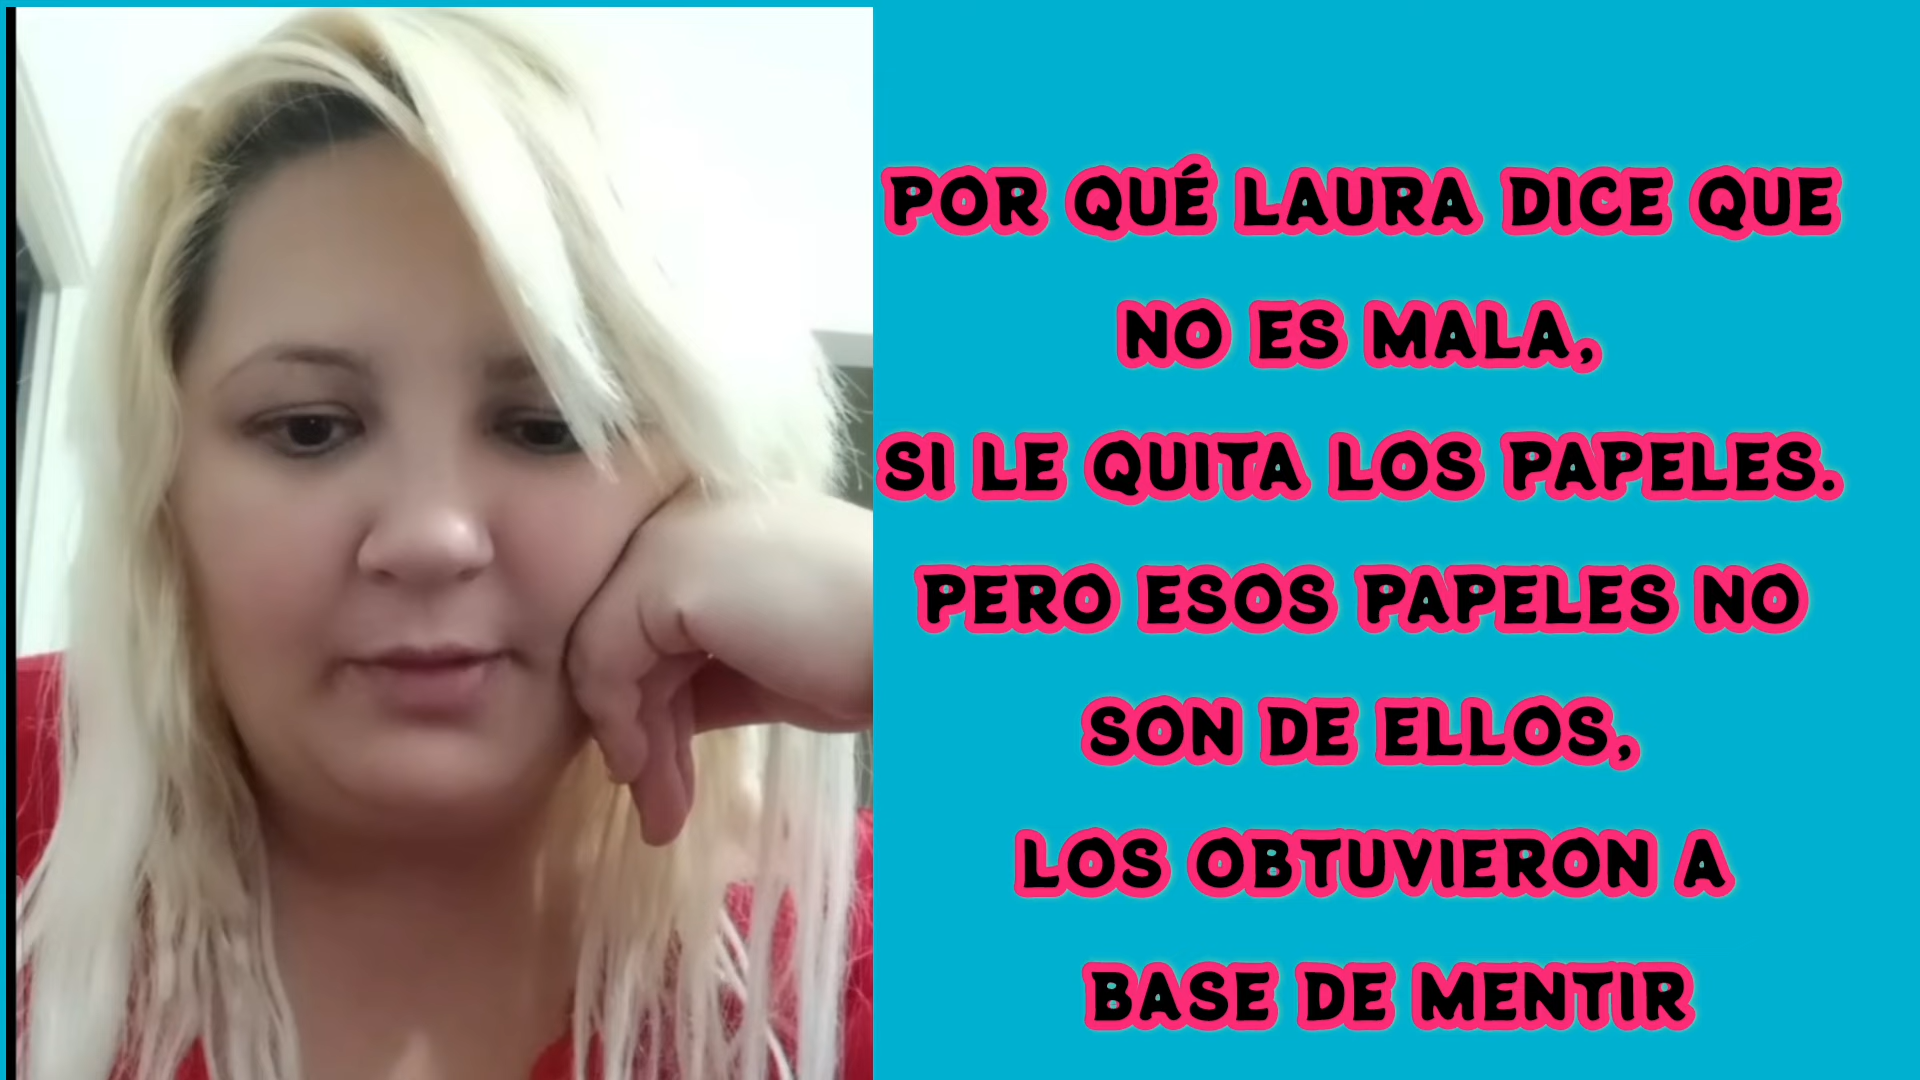 POR QUÉ LAURA DICE QUE
NO ES MALA,
SI LE QUITA LOS PAPELES.
PERO ESOS PAPELES NO
SON DE ELLOS,
LOS OBTUVIERON A
BASE DE MENTIR